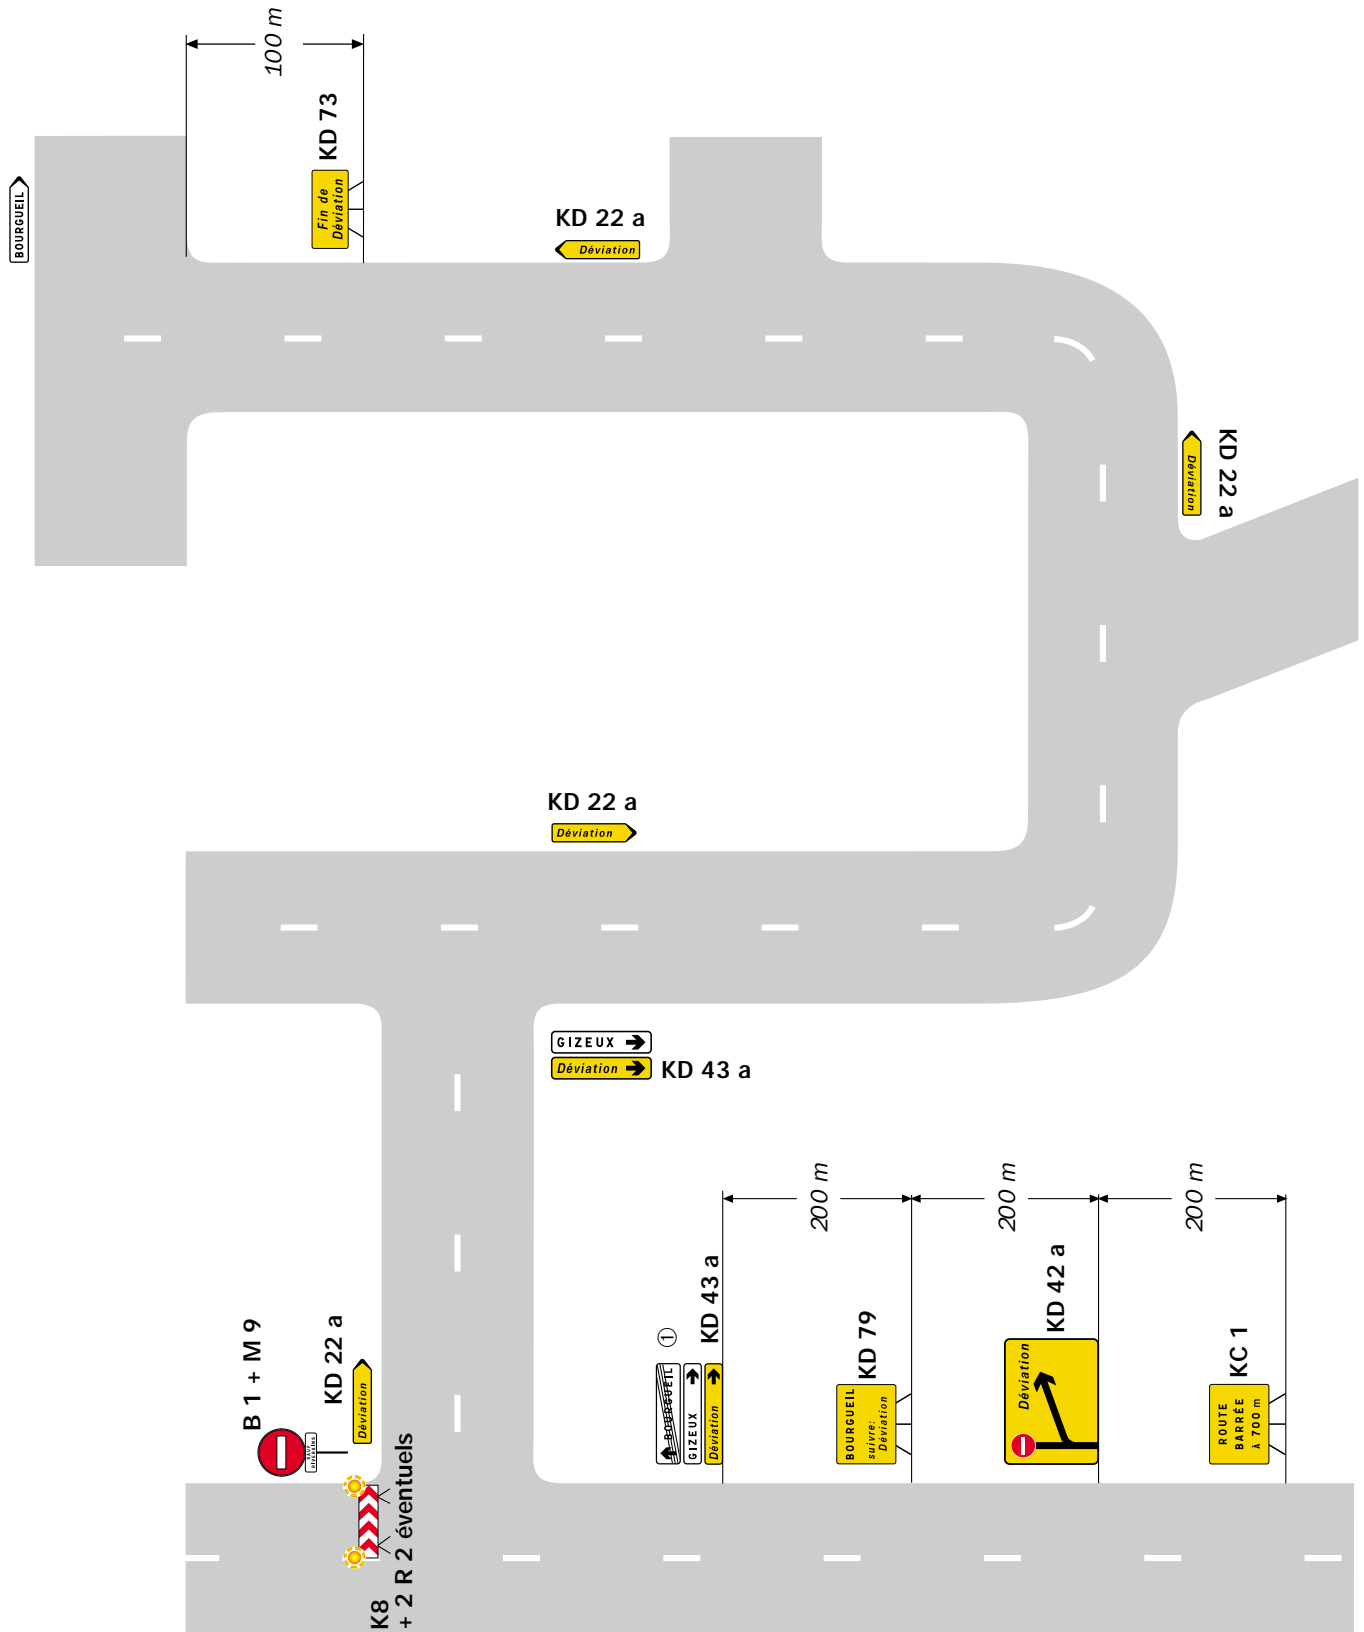 100 m
KD 73
Fin de
Déviation
BOURGUEIL
KD 22 a
Déviation
KD 22 a
Déviation
KD 22 a
Déviation
GIZEUX
Déviation
KD 43 a
200 m
200 m
200 m
B 1 + M 9
SAUF
RIVERAINS
KD 22 a
Déviation
K8
+ 2 R 2 éventuels
1
BOURGUEIL
GIZEUX
Déviation
KD 43 a
KD 79
BOURGUEIL
suivre:
Déviation
KD 42 a
Déviation
KC 1
ROUTE
BARRÉE
à 700 m